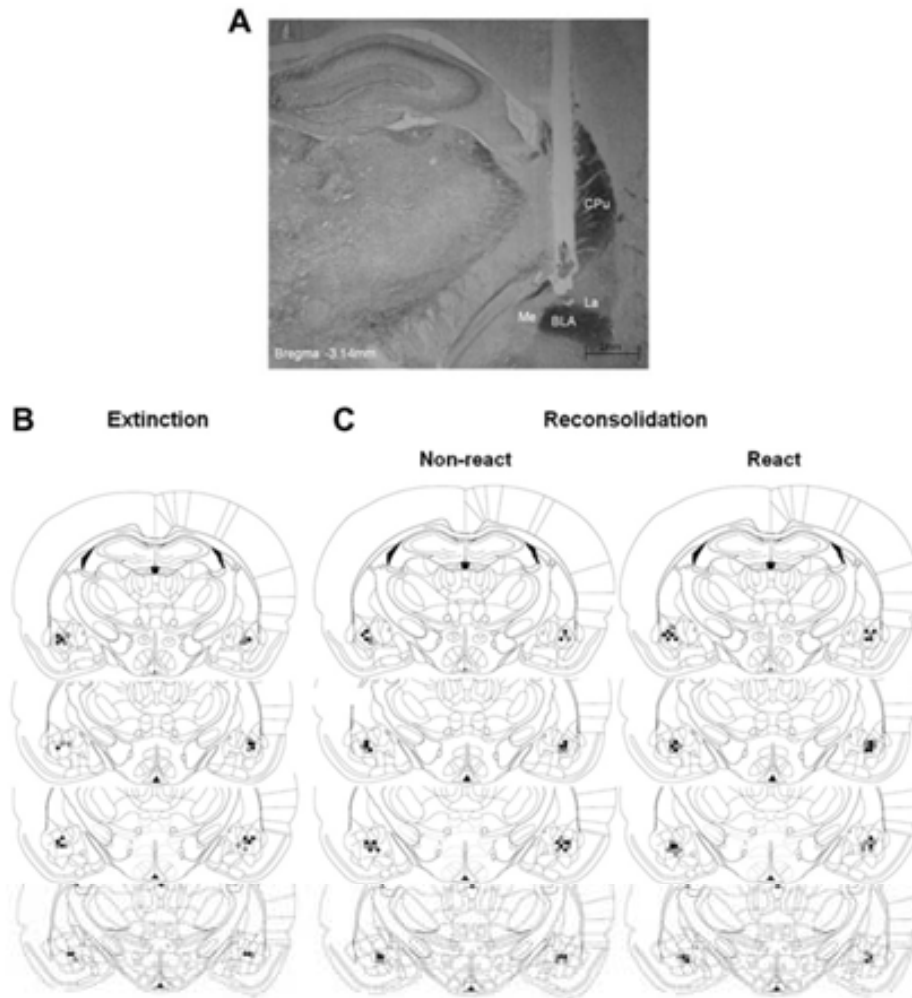 A
CPu
La
Me
BLA
Bregma -3.14mm
B
Extinction
C
Reconsolidation
Non-react
React